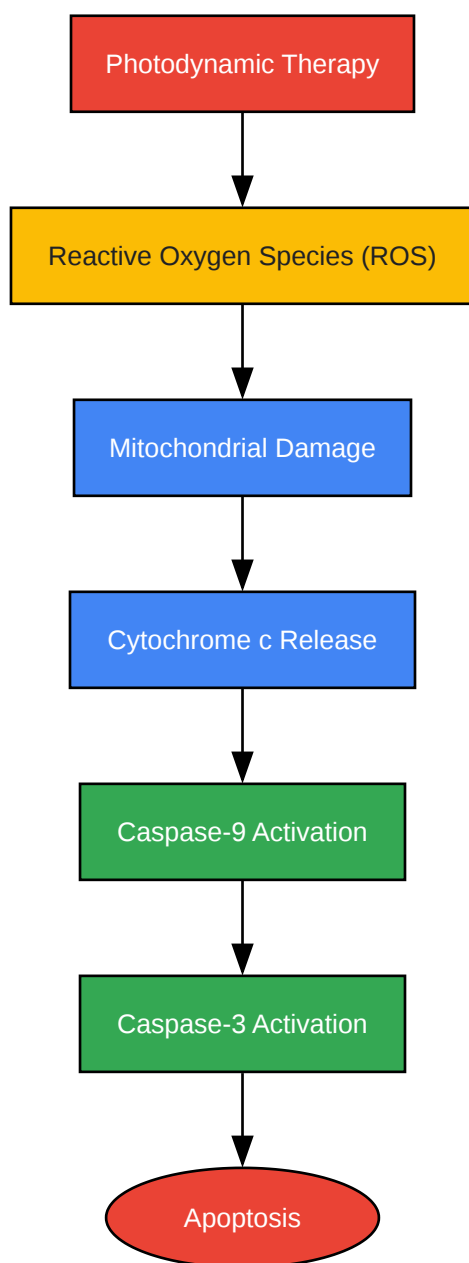 Photodynamic Therapy
Reactive Oxygen Species (ROS)
Mitochondrial Damage
Cytochrome c Release
Caspase-9 Activation
Caspase-3 Activation
Apoptosis